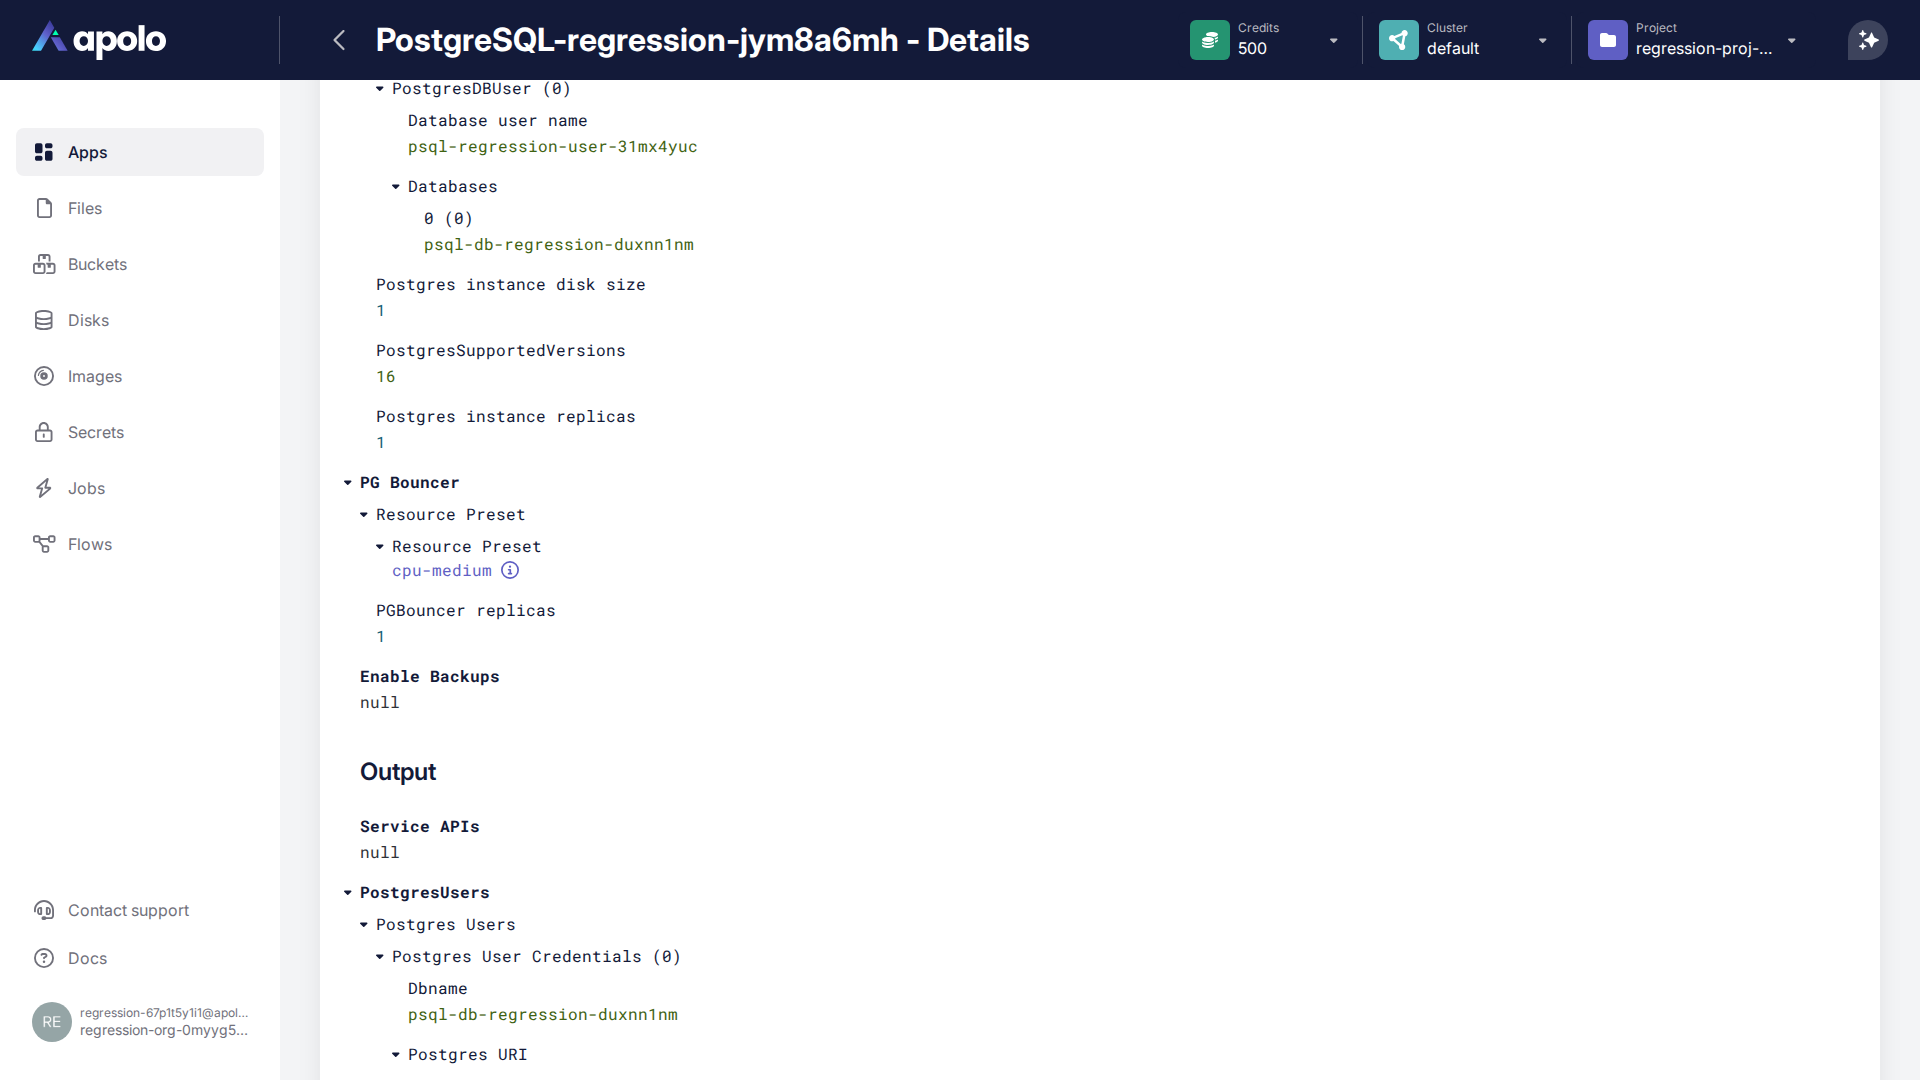 apolo
PostgreSQL-regression-jym8a6mh - Details
Credits
500
Cluster
default
Project
regression-proj-...
Apps
Files
Buckets
Disks
Images
Secrets
Jobs
Flows
Contact support
Docs
RE
regression-67p1t5y1i1@apol...
regression-org-0myyg5...
PostgresDBUser (0)
Database user name
psql-regression-user-31mx4yuc
Databases
0 (0)
psql-db-regression-duxnn1nm
Postgres instance disk size
1
PostgresSupportedVersions
16
Postgres instance replicas
1
PG Bouncer
Resource Preset
Resource Preset
cpu-medium
PGBouncer replicas
1
Enable Backups
null
Output
Service APIs
null
PostgresUsers
Postgres Users
Postgres User Credentials (0)
Dbname
psql-db-regression-duxnn1nm
Postgres URI